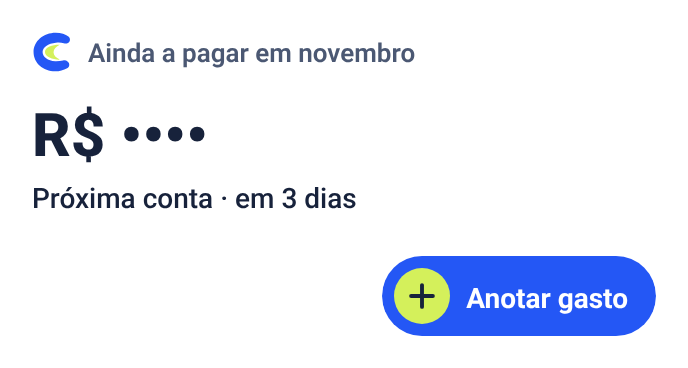 Ainda a pagar em novembro
R$ ••••
Próxima conta · em 3 dias
Anotar gasto